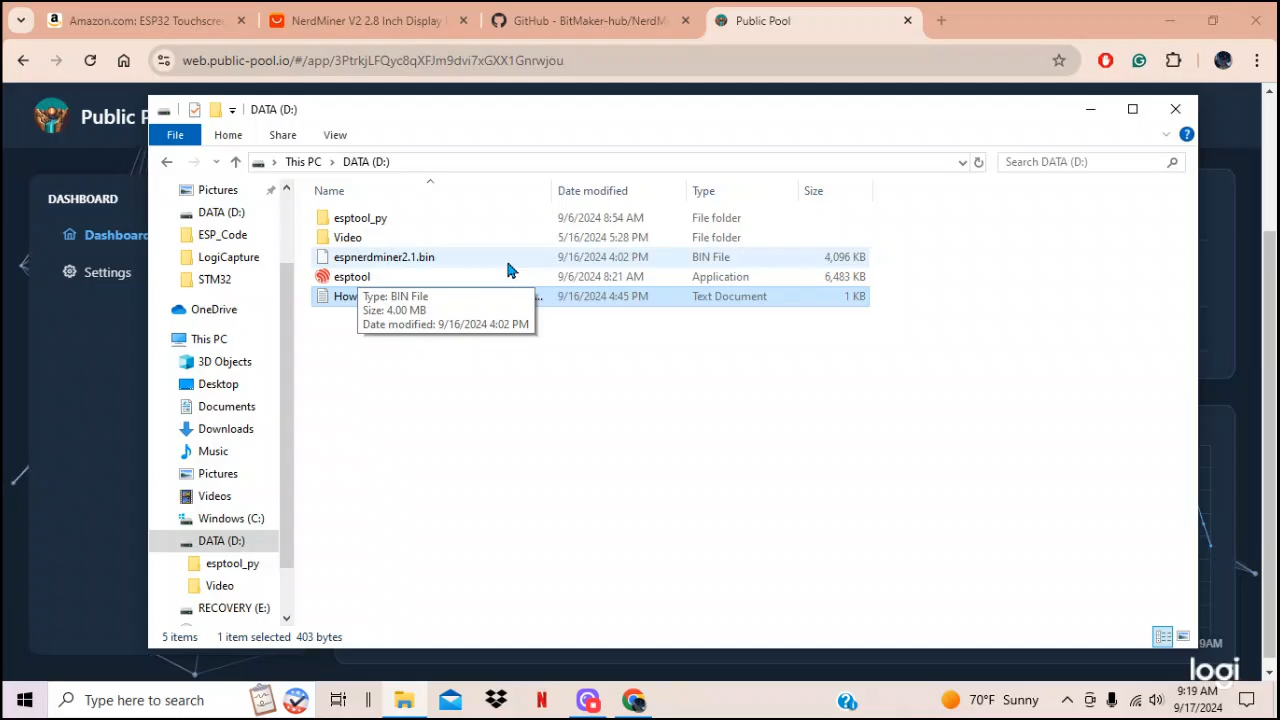 Amazon.com: ESP32 Touchscree
NerdMiner V2 2.8 Inch Display
GitHub - BitMaker-hub/NerdM
Public Pool
web.public-pool.io/#/app/3PtrkjLFQyc8qXFJm9dvi7xGXX1Gnrwjou
Public P
DASHBOARD
Dashboard
Settings
DATA (D:)
File Home Share View
This PC > DATA (D:)
Search DATA (D:)
Pictures
DATA (D:)
ESP_Code
LogiCapture
STM32
OneDrive
This PC
3D Objects
Desktop
Documents
Downloads
Music
Pictures
Videos
Windows (C:)
DATA (D:)
esptool_py
Video
RECOVERY (E:)
Name Date modified Type Size
esptool_py 9/6/2024 8:54 AM File folder
Video 5/16/2024 5:28 PM File folder
espnerdminer2.1.bin 9/16/2024 4:02 PM BIN File 4,096 KB
esptool 9/6/2024 8:21 AM Application 6,483 KB
How ... 9/16/2024 4:45 PM Text Document 1 KB
Type: BIN File
Size: 4.00 MB
Date modified: 9/16/2024 4:02 PM
5 items 1 item selected 403 bytes
9AM
logi
Type here to search
70°F Sunny
9:19 AM
9/17/2024